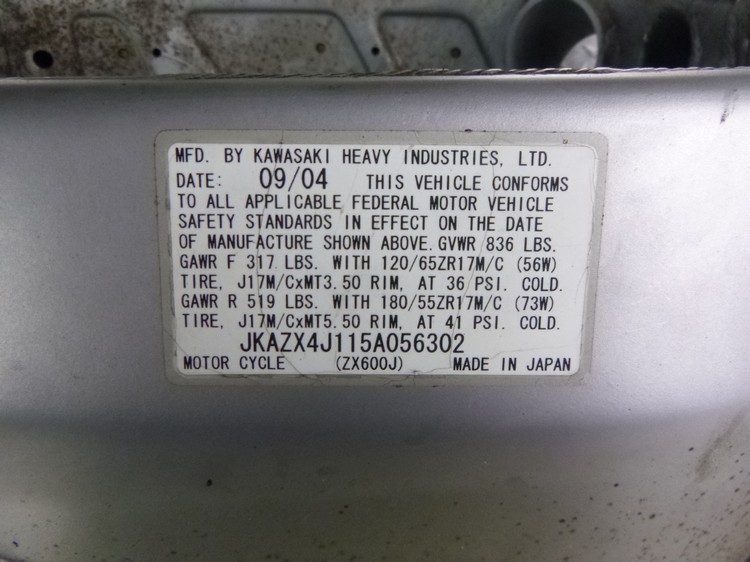 MFD. BY KAWASAKI HEAVY INDUSTRIES, LTD.
DATE: 09/04 THIS VEHICLE CONFORMS
TO ALL APPLICABLE FEDERAL MOTOR VEHICLE
SAFETY STANDARDS IN EFFECT ON THE DATE
OF MANUFACTURE SHOWN ABOVE. GVWR 836 LBS.
GAWR F 317 LBS. WITH 120/65ZR17M/C (56W)
TIRE, J17M/CxMT3.50 RIM, AT 36 PSI. COLD.
GAWR R 519 LBS. WITH 180/55ZR17M/C (73W)
TIRE, J17M/CxMT5.50 RIM, AT 41 PSI. COLD.
JKAZX4J115A056302
MOTOR CYCLE (ZX600J) MADE IN JAPAN